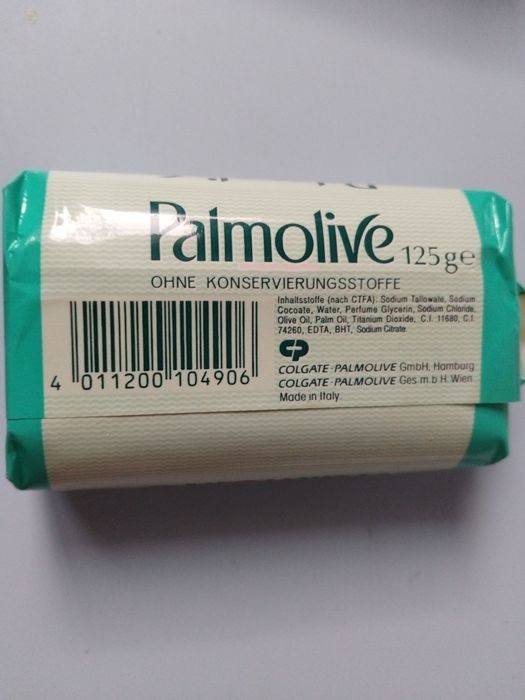 Palmolive 125g e
OHNE KONSERVIERUNGSSTOFFE
Inhaltsstoffe (nach CTFA): Sodium Tallowate, Sodium
Cocoate, Water, Perfume Glycerin, Sodium Chloride,
Olive Oil, Palm Oil, Titanium Dioxide, C.I. 11680, C.I.
74260, EDTA, BHT, Sodium Citrate.
CP
COLGATE-PALMOLIVE GmbH, Hamburg
COLGATE-PALMOLIVE Ges.m.b.H. Wien
Made in Italy.
4 011200 104906